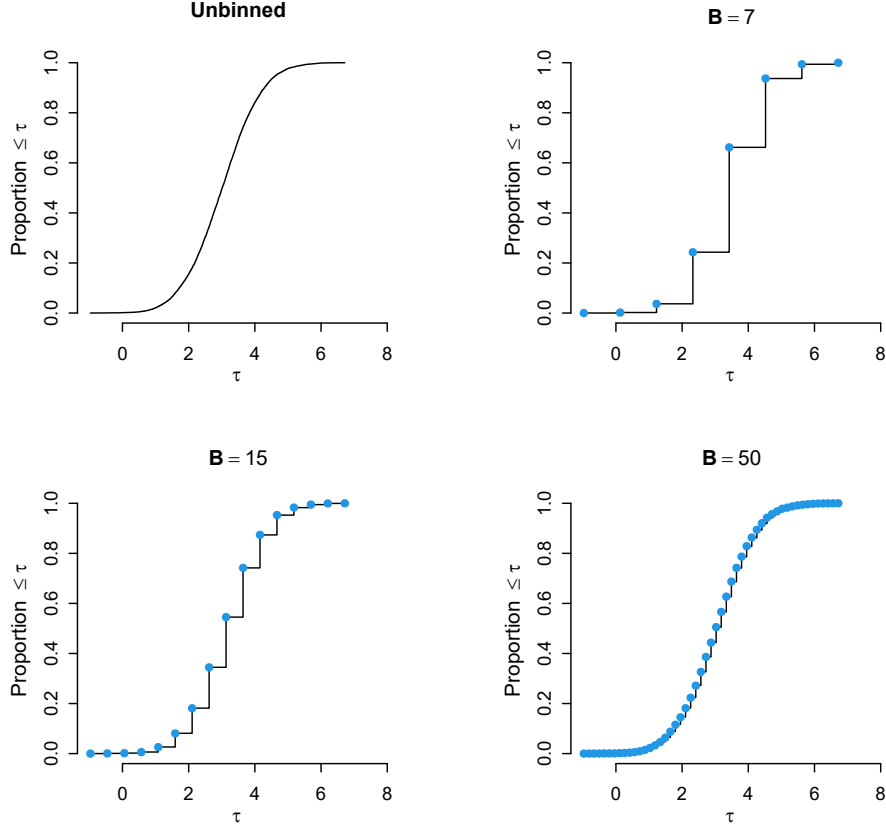 Unbinned
Proportion ≤ τ
0.0 0.2 0.4 0.6 0.8 1.0
0 2 4 6 8
τ
B = 7
Proportion ≤ τ
0.0 0.2 0.4 0.6 0.8 1.0
0 2 4 6 8
τ
B = 15
Proportion ≤ τ
0.0 0.2 0.4 0.6 0.8 1.0
0 2 4 6 8
τ
B = 50
Proportion ≤ τ
0.0 0.2 0.4 0.6 0.8 1.0
0 2 4 6 8
τ